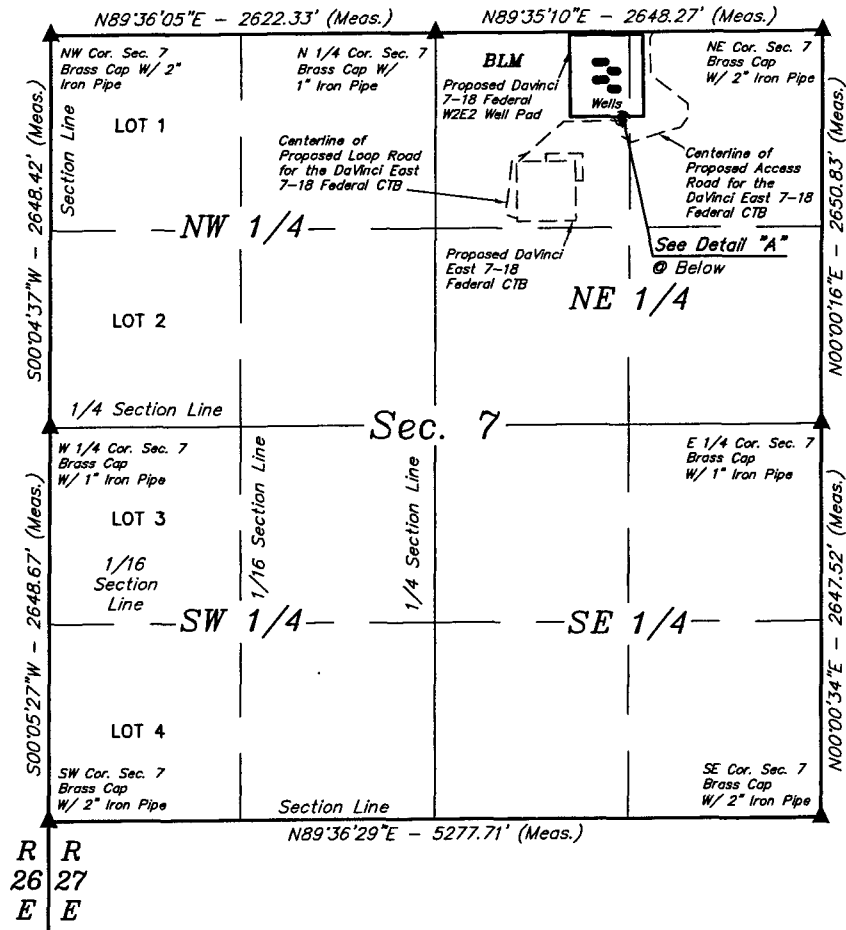 N89°36'05"E - 2622.33' (Meas.)
N89°35'10"E - 2648.27' (Meas.)
NW Cor. Sec. 7
Brass Cap W/ 2"
Iron Pipe
N 1/4 Cor. Sec. 7
Brass Cap W/
1" Iron Pipe
BLM
Proposed DaVinci
7-18 Federal
W2E2 Well Pad
Wells
NE Cor. Sec. 7
Brass Cap
W/ 2" Iron Pipe
S00°04'37"W - 2648.42' (Meas.)
Section Line
LOT 1
Centerline of
Proposed Loop Road
for the DaVinci East
7-18 Federal CTB
Centerline of
Proposed Access
Road for the
DaVinci East 7-18
Federal CTB
N00°00'16"E - 2650.83' (Meas.)
NW 1/4
Proposed DaVinci
East 7-18
Federal CTB
See Detail "A"
@ Below
NE 1/4
LOT 2
1/4 Section Line
Sec. 7
W 1/4 Cor. Sec. 7
Brass Cap
W/ 1" Iron Pipe
E 1/4 Cor. Sec. 7
Brass Cap
W/ 1" Iron Pipe
S00°05'27"W - 2648.67' (Meas.)
LOT 3
1/16
Section
Line
1/16 Section Line
1/4 Section Line
N00°00'34"E - 2647.52' (Meas.)
SW 1/4
SE 1/4
LOT 4
SW Cor. Sec. 7
Brass Cap
W/ 2" Iron Pipe
Section Line
SE Cor. Sec. 7
Brass Cap
W/ 2" Iron Pipe
N89°36'29"E - 5277.71' (Meas.)
R R
26 27
E E